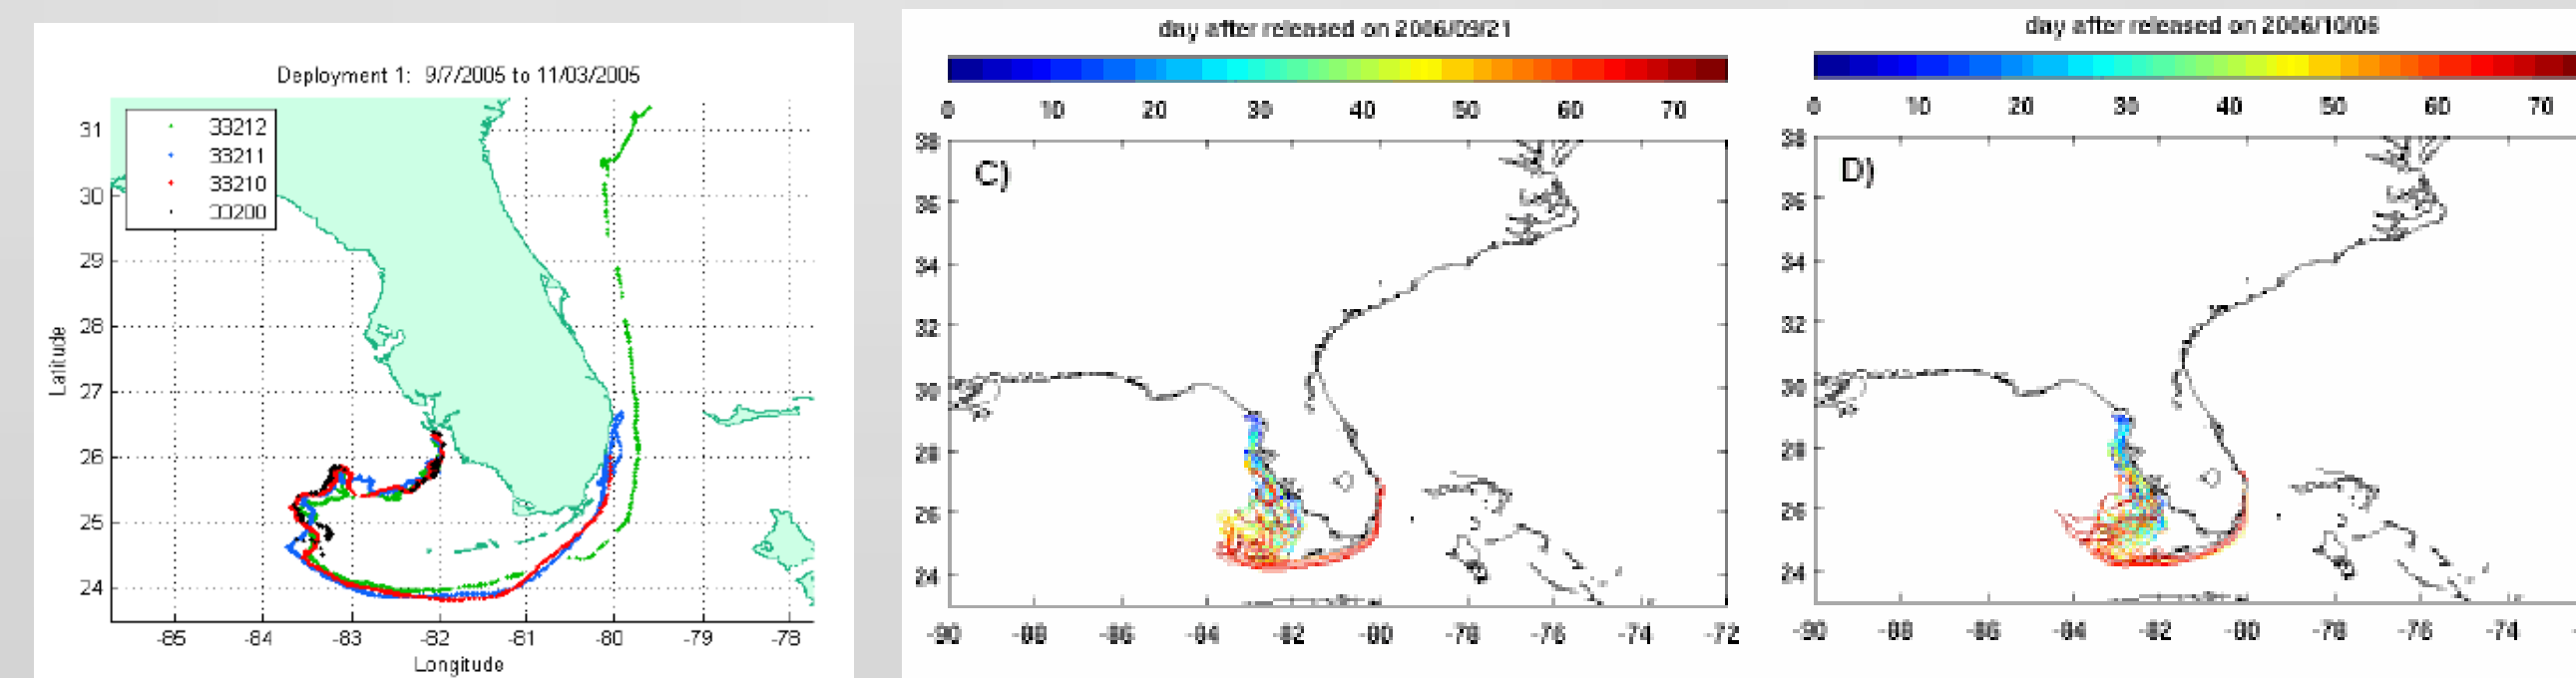 Deployment 1: 9/7/2005 to 11/03/2005
33212
33211
33210
31
30
29
28
27
26
25
24
Latitude
-85 -84 -83 -82 -81 -80 -79 -78
Longitude
day after released on 2006/09/21
0 10 20 30 40 50 60 70
C)
38
36
34
32
30
28
26
24
-90 -88 -86 -84 -82 -80 -78 -76 -74 -72
day after released on 2006/10/06
0 10 20 30 40 50 60 70
D)
38
36
34
32
30
28
26
24
-90 -88 -86 -84 -82 -80 -78 -76 -74